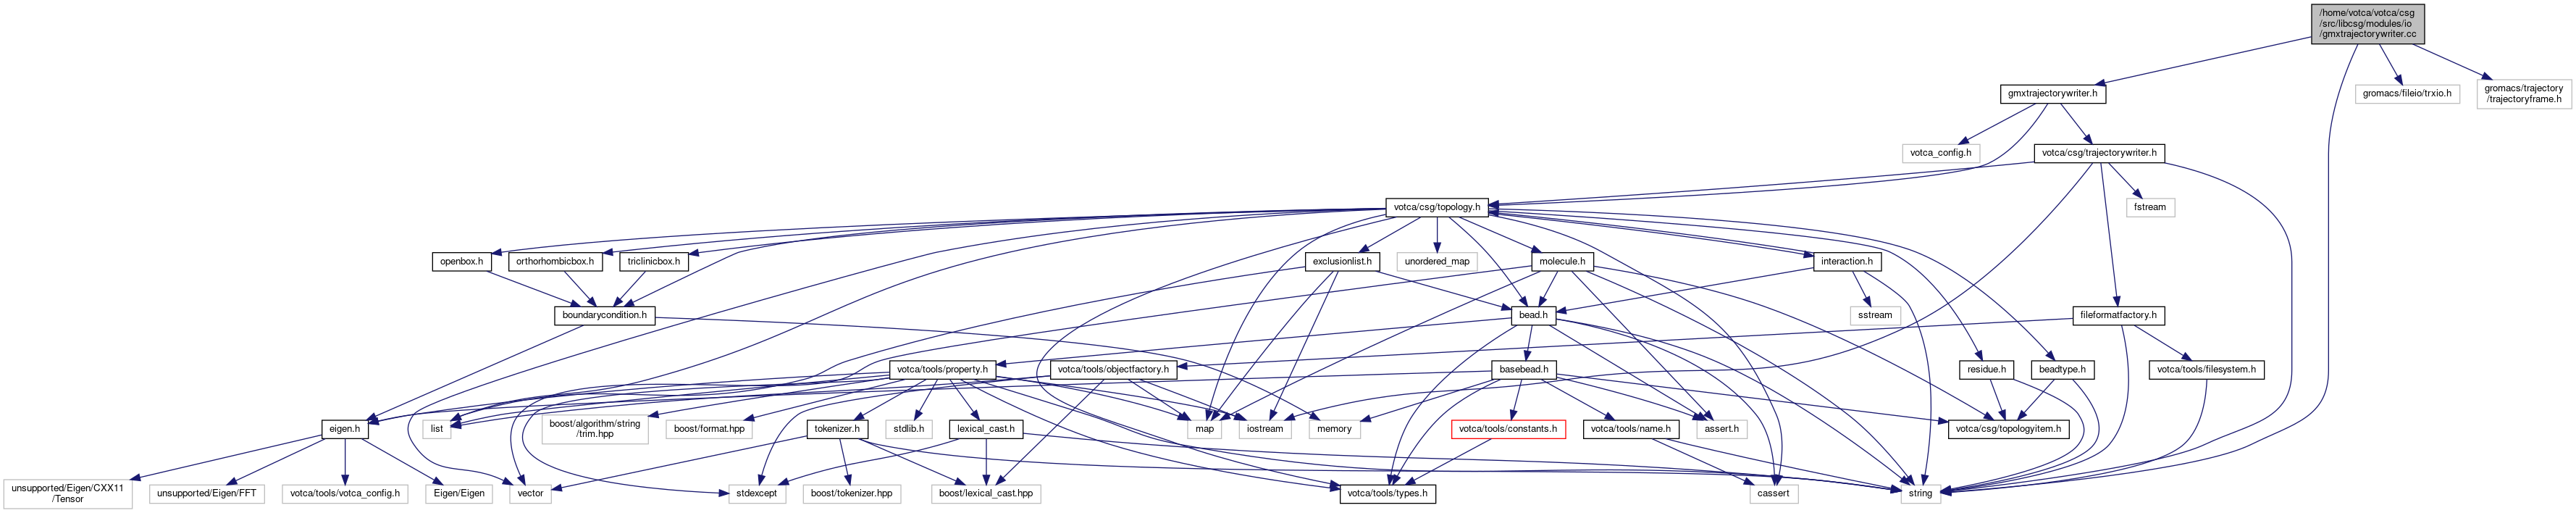 /home/votca/votca/csg
/src/libcsg/modules/io
/gmxtrajectorywriter.cc
gmxtrajectorywriter.h
gromacs/fileio/trxio.h
gromacs/trajectory
/trajectoryframe.h
votca_config.h
votca/csg/trajectorywriter.h
votca/csg/topology.h
fstream
openbox.h
orthorhombicbox.h
triclinicbox.h
exclusionlist.h
unordered_map
molecule.h
interaction.h
boundarycondition.h
bead.h
sstream
fileformatfactory.h
votca/tools/property.h
votca/tools/objectfactory.h
basebead.h
residue.h
beadtype.h
votca/tools/filesystem.h
eigen.h
list
boost/algorithm/string
/trim.hpp
boost/format.hpp
tokenizer.h
stdlib.h
lexical_cast.h
map
iostream
memory
votca/tools/constants.h
votca/tools/name.h
assert.h
votca/csg/topologyitem.h
unsupported/Eigen/CXX11
/Tensor
unsupported/Eigen/FFT
votca/tools/votca_config.h
Eigen/Eigen
vector
stdexcept
boost/tokenizer.hpp
boost/lexical_cast.hpp
votca/tools/types.h
cassert
string